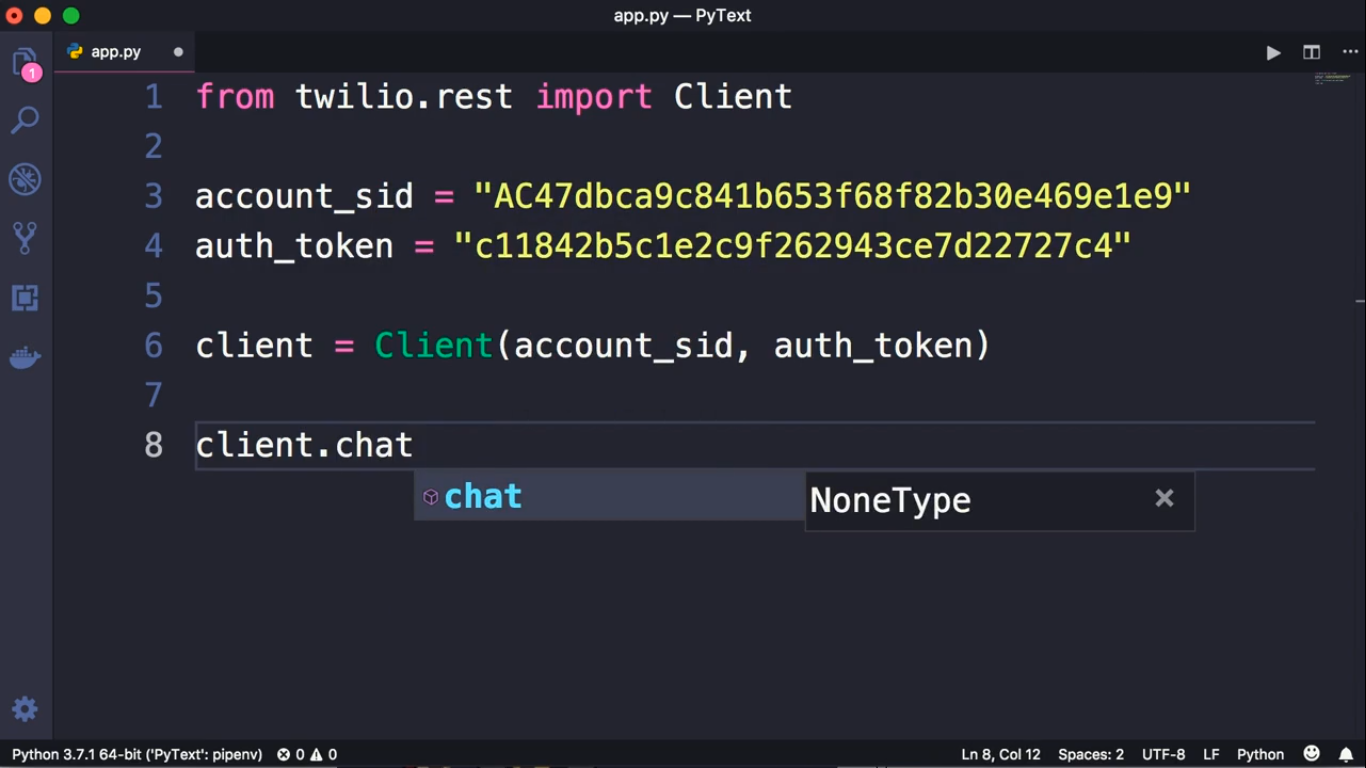 app.py — PyText
app.py
1
1 from twilio.rest import Client
2
3 account_sid = "AC47dbca9c841b653f68f82b30e469e1e9"
4 auth_token = "c11842b5c1e2c9f262943ce7d22727c4"
5
6 client = Client(account_sid, auth_token)
7
8 client.chat
chat NoneType
Python 3.7.1 64-bit ('PyText': pipenv) 0 0 Ln 8, Col 12 Spaces: 2 UTF-8 LF Python